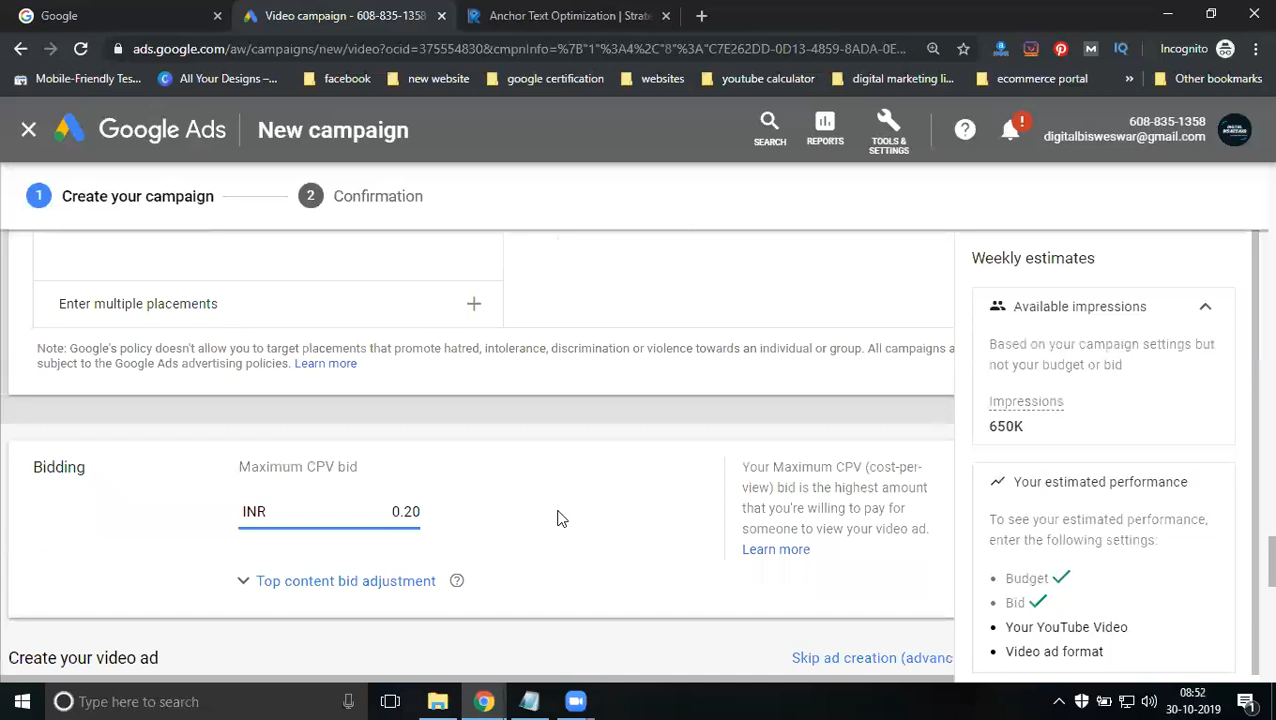 Google
Video campaign - 608-835-1358
Anchor Text Optimization | Strate
ads.google.com/aw/campaigns/new/video?ocid=375554830&cmpnInfo=%7B"1"%3A4%2C"8"%3A"C7E262DD-0D13-4859-8ADA-0E...
Incognito
Mobile-Friendly Tes...
All Your Designs –...
facebook
new website
google certification
websites
youtube calculator
digital marketing li...
ecommerce portal
»
Other bookmarks
Google Ads
New campaign
SEARCH
REPORTS
TOOLS &
SETTINGS
608-835-1358
digitalbisweswar@gmail.com
1 Create your campaign
2 Confirmation
Enter multiple placements
Note: Google's policy doesn't allow you to target placements that promote hatred, intolerance, discrimination or violence towards an individual or group. All campaigns a
subject to the Google Ads advertising policies. Learn more
Bidding
Maximum CPV bid
INR 0.20
Top content bid adjustment
Your Maximum CPV (cost-per-
view) bid is the highest amount
that you're willing to pay for
someone to view your video ad.
Learn more
Create your video ad
Skip ad creation (advanc
Weekly estimates
Available impressions
Based on your campaign settings but
not your budget or bid
Impressions
650K
Your estimated performance
To see your estimated performance,
enter the following settings:
• Budget
• Bid
• Your YouTube Video
• Video ad format
Type here to search
08:52
30-10-2019